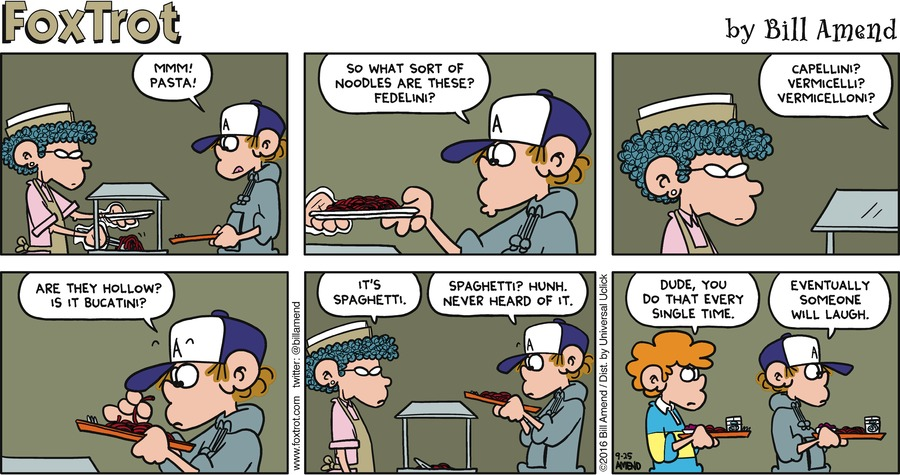 FoxTrot
by Bill Amend
MMM!
PASTA!
A
SO WHAT SORT OF
NOODLES ARE THESE?
FEDELINI?
A
CAPELLINI?
VERMICELLI?
VERMICELLONI?
ARE THEY HOLLOW?
IS IT BUCATINI?
A
www.foxtrot.com twitter: @billamend
IT'S
SPAGHETTI.
SPAGHETTI? HUNH.
NEVER HEARD OF IT.
©2016 Bill Amend / Dist. by Universal Uclick
DUDE, YOU
DO THAT EVERY
SINGLE TIME.
EVENTUALLY
SOMEONE
WILL LAUGH.
A
9-25
AMEND